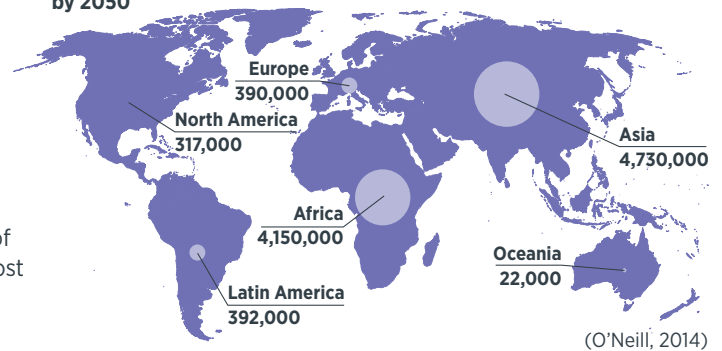 by 2050
Europe
390,000
North America
317,000
Asia
4,730,000
Africa
4,150,000
of
Oceania
22,000
Latin America
392,000
(O'Neill, 2014)